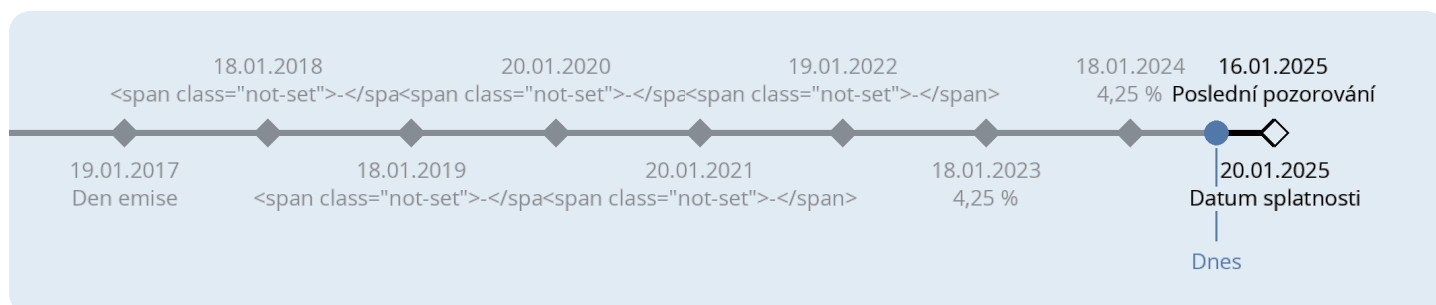 18.01.2018
<span class="not-set">-</spa
20.01.2020
<span class="not-set">-</spa
19.01.2022
<span class="not-set">-</span>
18.01.2024
4,25 %
16.01.2025
Poslední pozorování
19.01.2017
Den emise
18.01.2019
<span class="not-set">-</spa
20.01.2021
<span class="not-set">-</span>
18.01.2023
4,25 %
20.01.2025
Datum splatnosti
Dnes